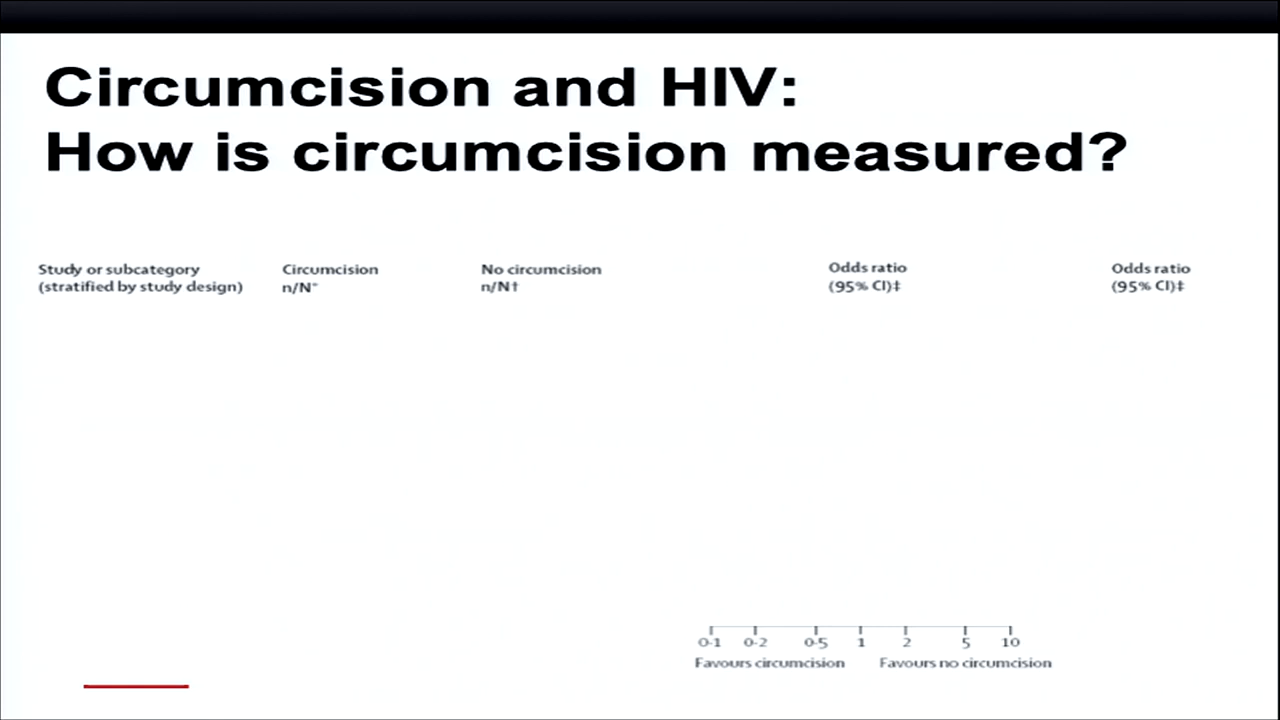 Circumcision and HIV:
How is circumcision measured?
Study or subcategory
(stratified by study design)
Circumcision
n/N*
No circumcision
n/N†
Odds ratio
(95% CI)‡
Odds ratio
(95% CI)‡
0·1 0·2 0·5 1 2 5 10
Favours circumcision Favours no circumcision